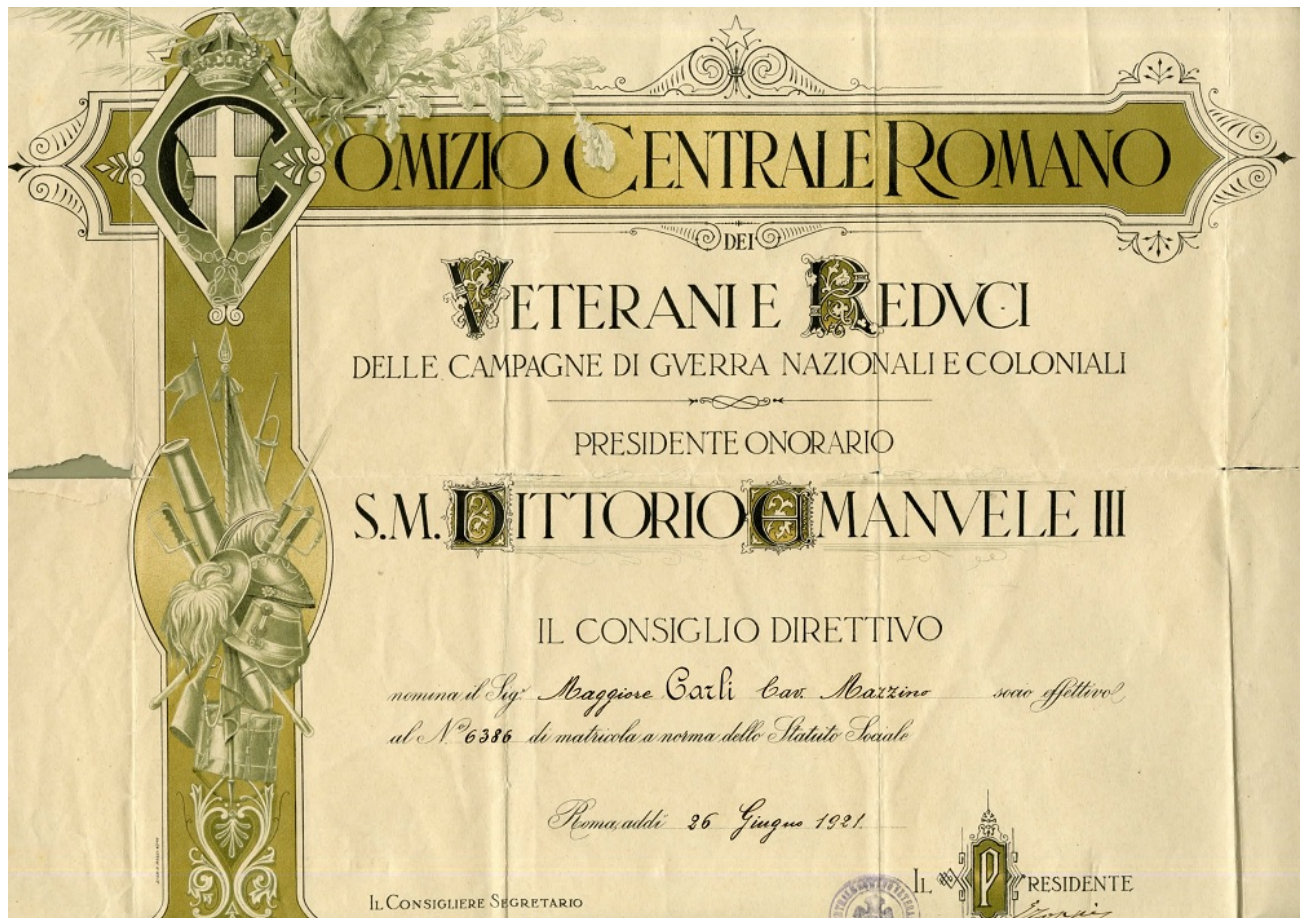 COMIZIO CENTRALE ROMANO
DEI
VETERANI E REDVCI
DELLE CAMPAGNE DI GVERRA NAZIONALI E COLONIALI
PRESIDENTE ONORARIO
S.M. VITTORIO EMANVELE III
IL CONSIGLIO DIRETTIVO
nomina il Sigr. Maggiore Carli Cav. Mazzino socio effettivo
al No. 6386 di matricola a norma dello Statuto Sociale
Roma, addì 26 Giugno 1921.
IL PRESIDENTE
IL CONSIGLIERE SEGRETARIO